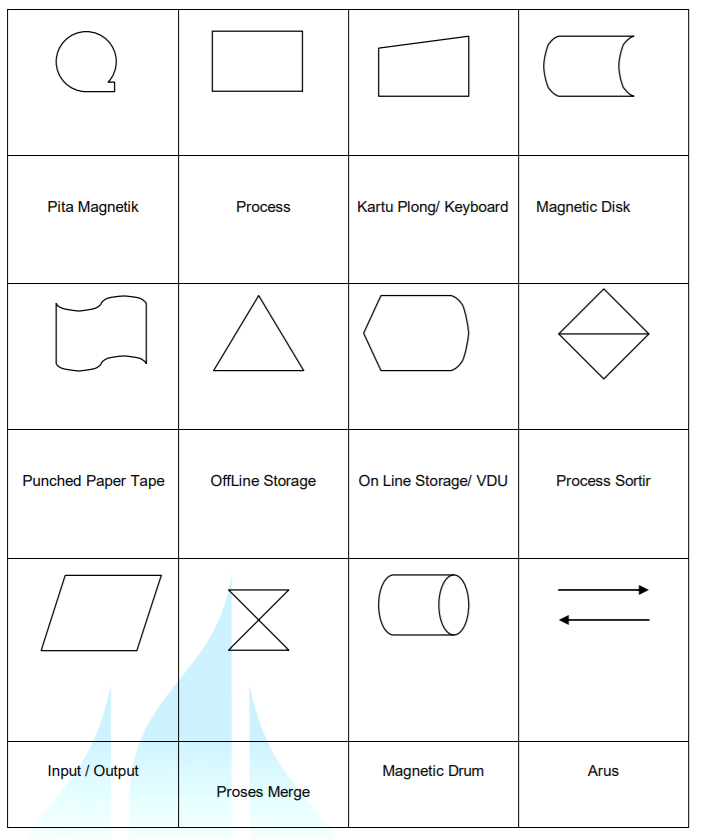 Pita Magnetik
Process
Kartu Plong/ Keyboard
Magnetic Disk
Punched Paper Tape
OffLine Storage
On Line Storage/ VDU
Process Sortir
Input / Output
Proses Merge
Magnetic Drum
Arus